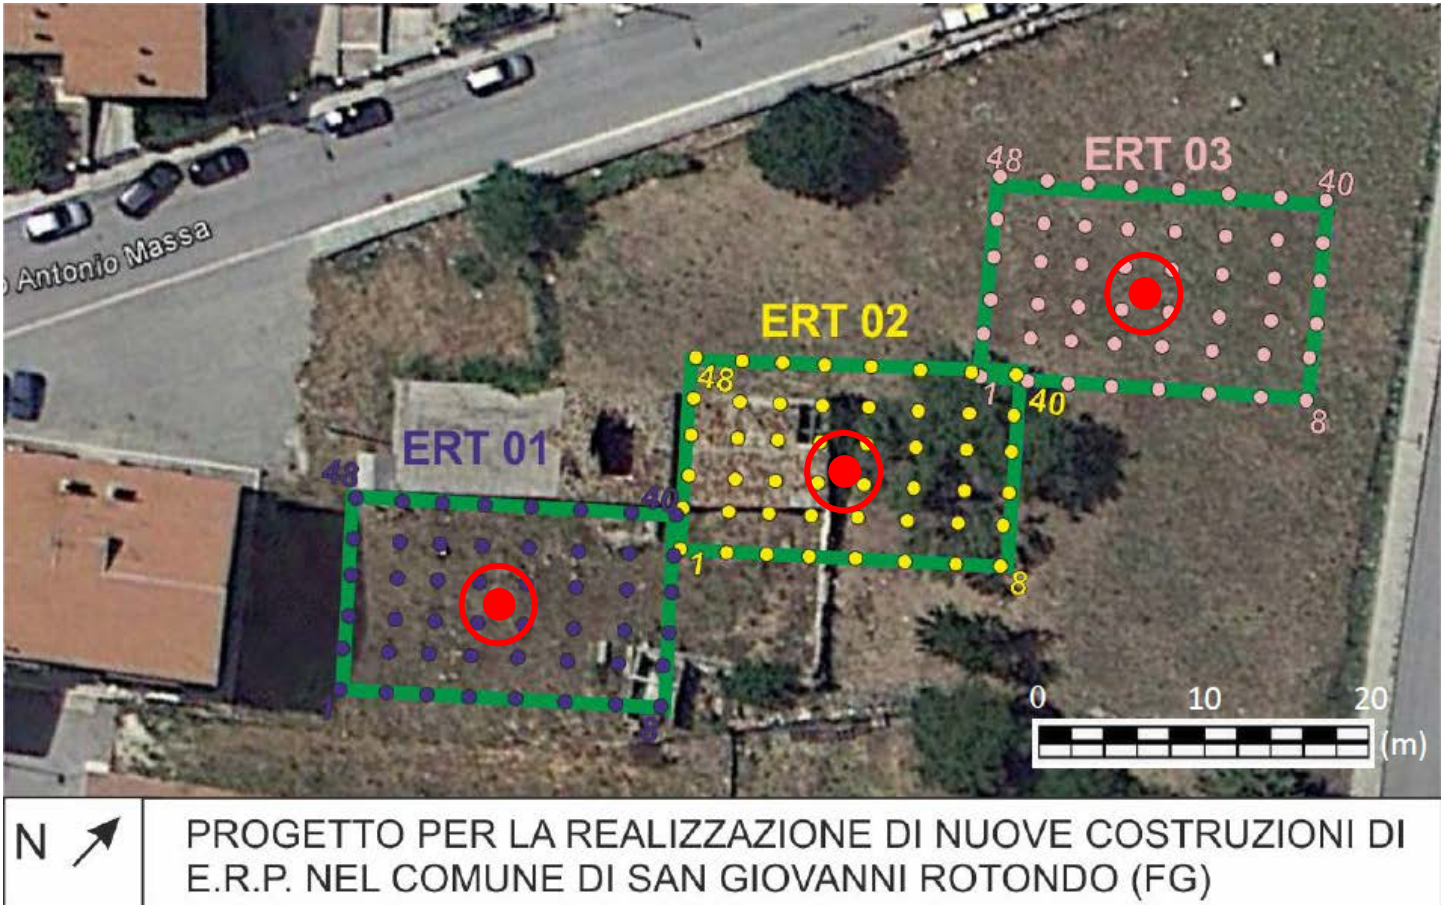 ERT 03
48
40
Antonio Massa
ERT 02
48
1
40
8
ERT 01
48
40
1
8
1
8
0 10 20
(m)
N
PROGETTO PER LA REALIZZAZIONE DI NUOVE COSTRUZIONI DI
E.R.P. NEL COMUNE DI SAN GIOVANNI ROTONDO (FG)